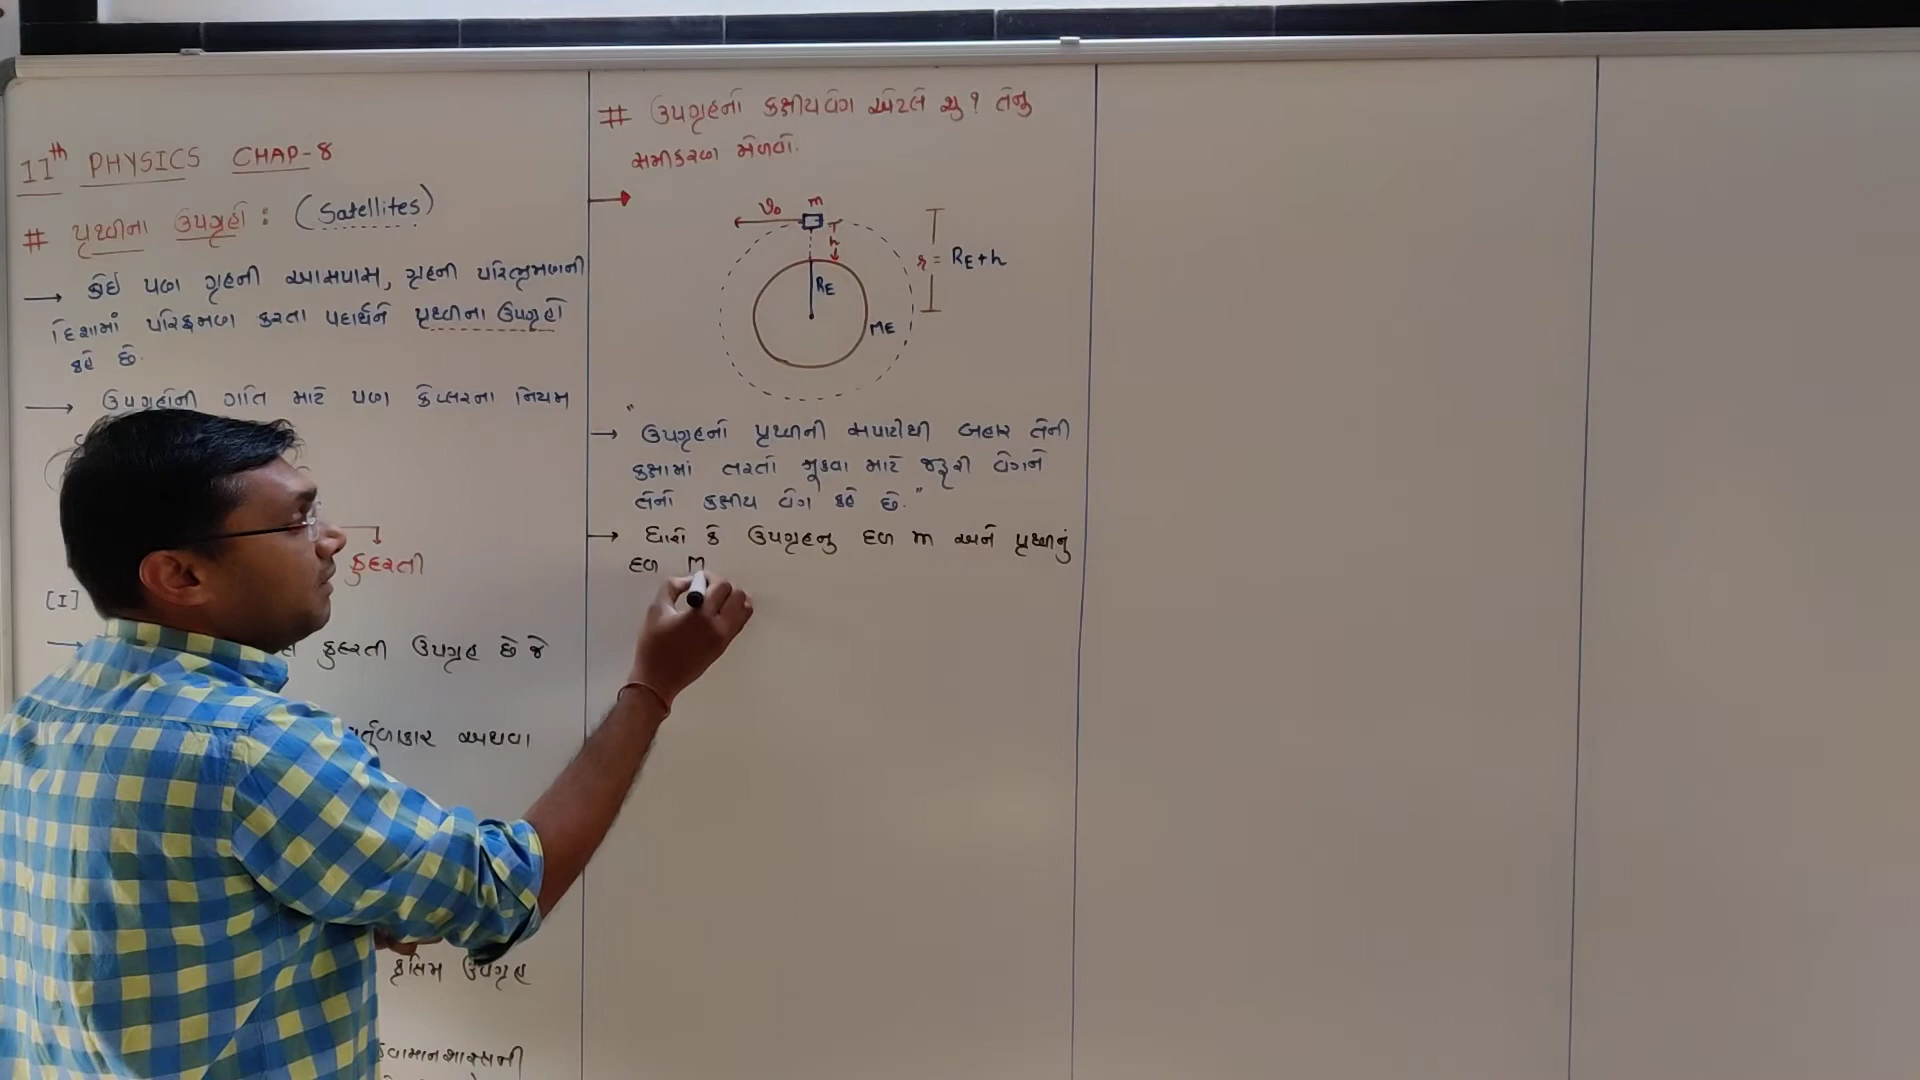 11th PHYSICS CHAP-8
# પૃથ્વીના ઉપગ્રહો : (Satellites)
→ કોઈ પણ ગ્રહની આસપાસ, ગ્રહની પરિભ્રમણની
દિશામાં પરિક્રમણ કરતા પદાર્થને પૃથ્વીના ઉપગ્રહો
કહે છે.
→ ઉપગ્રહોની ગતિ માટે પણ કેપ્લરના નિયમ
કુદરતી
[I]
કુદરતી ઉપગ્રહ છે જે
અથવા
કૃત્રિમ ઉપગ્રહ
# ઉપગ્રહનો કક્ષીયવેગ એટલે શુ? તેનુ
સમીકરણ મેળવો.
→
v₀ m
h
r = RE+h
RE
ME
→ "ઉપગ્રહનો પૃથ્વીની સપાટીથી બહાર તેની
કક્ષામાં તરતો મૂકવા માટે જરૂરી વેગને
તેનો કક્ષીય વેગ કહે છે."
→ ધારો કે ઉપગ્રહનુ દળ m અને પૃથ્વીનું
દળ M